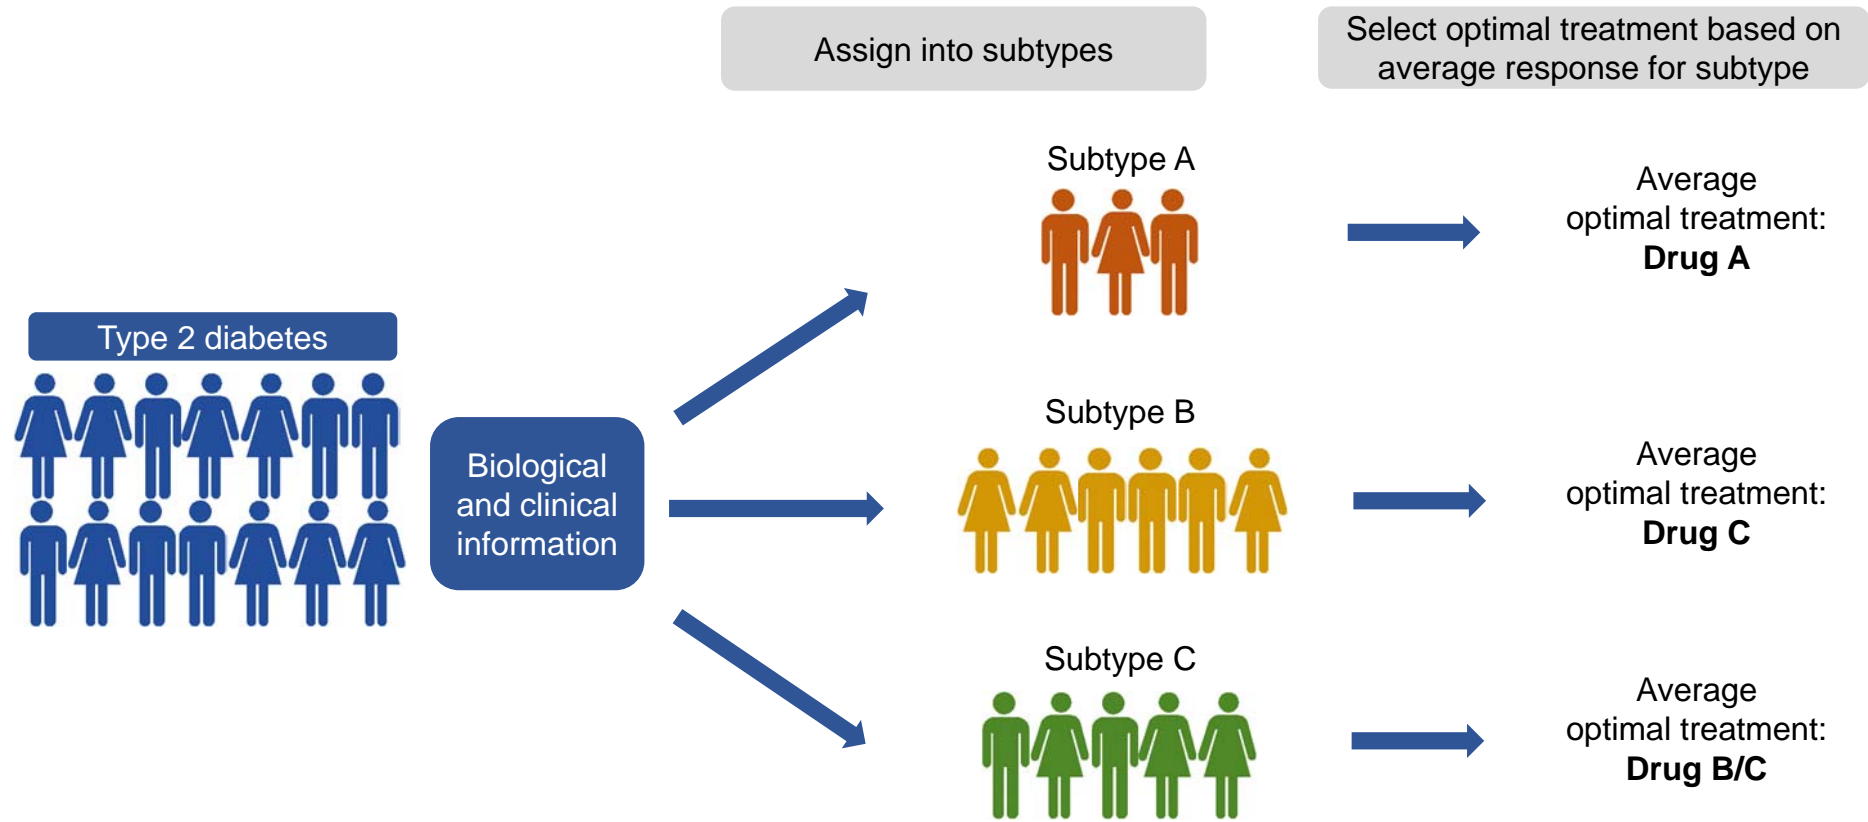 Assign into subtypes
Select optimal treatment based on
average response for subtype
Type 2 diabetes
Biological
and clinical
information
Subtype A
Average
optimal treatment:
Drug A
Subtype B
Average
optimal treatment:
Drug C
Subtype C
Average
optimal treatment:
Drug B/C